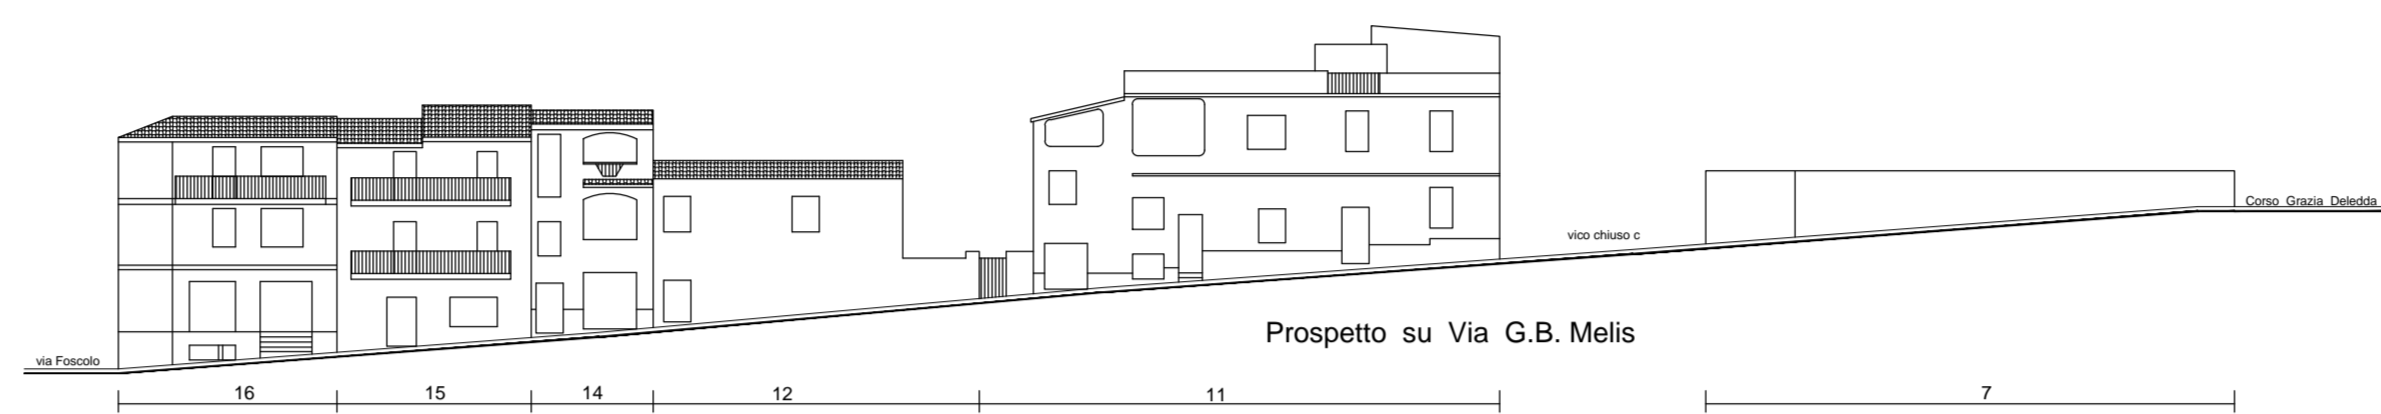 Corso Grazia Deledda
vico chiuso c
Prospetto su Via G.B. Melis
via Foscolo
16 15 14 12 11 7